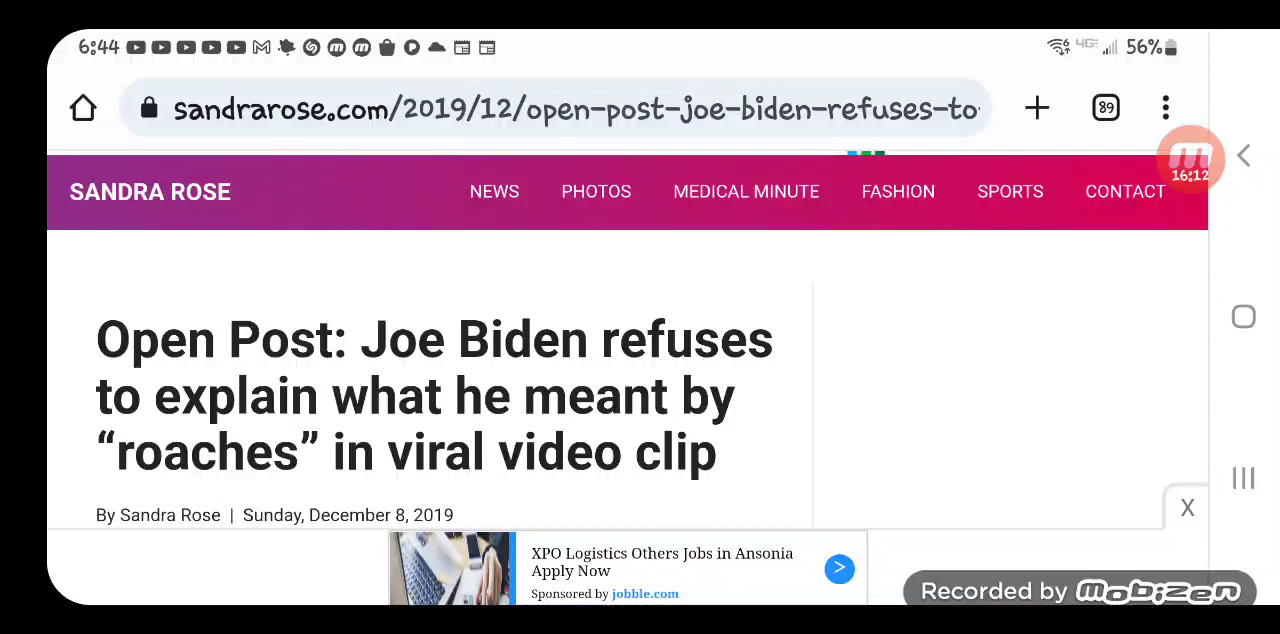 6:44 4GE 56%
sandrarose.com/2019/12/open-post-joe-biden-refuses-to
89
16:12
SANDRA ROSE NEWS PHOTOS MEDICAL MINUTE FASHION SPORTS CONTACT
Open Post: Joe Biden refuses
to explain what he meant by
“roaches” in viral video clip
By Sandra Rose | Sunday, December 8, 2019
X
XPO Logistics Others Jobs in Ansonia
Apply Now
Sponsored by jobble.com
Recorded by mobizen